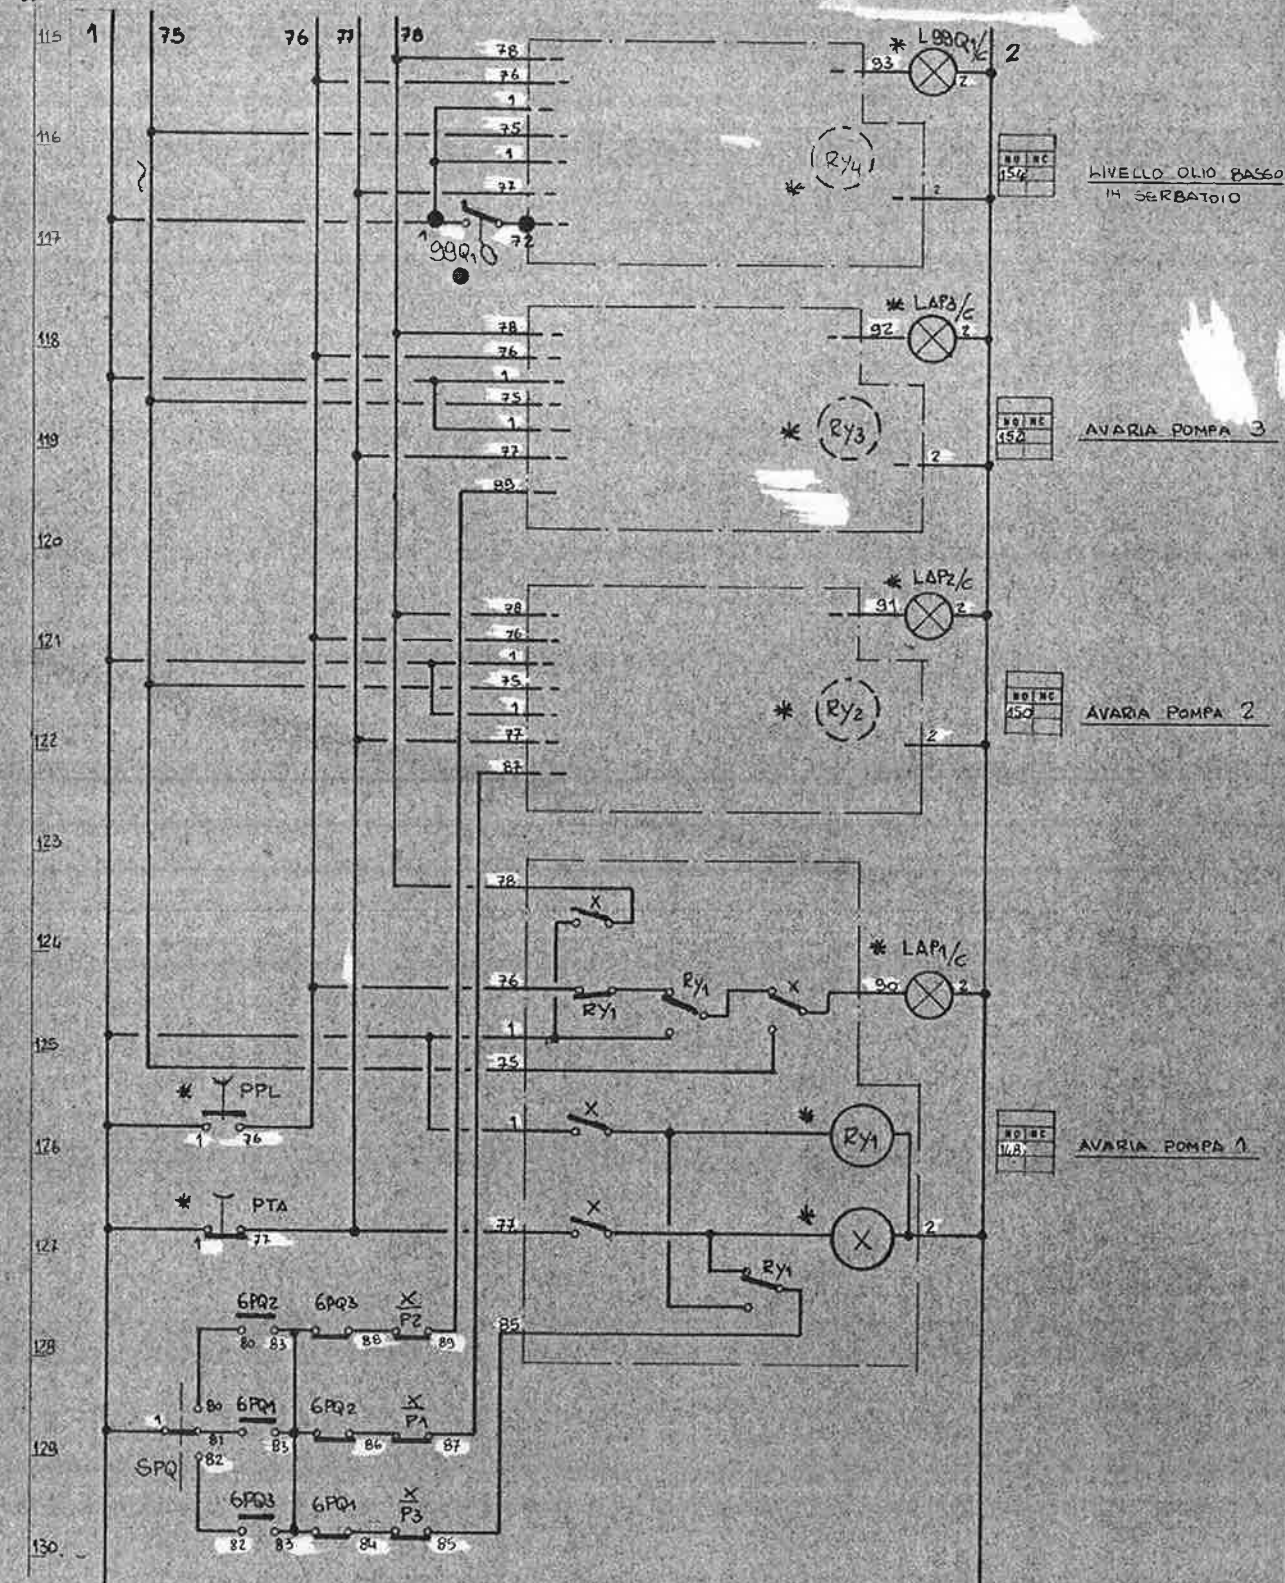 115 1 75 76 77 78
78 93 * L99Q1/c 2
76 2
1
116 75 RY4 NO NC
1 * 154 LIVELLO OLIO BASSO
77 2 IN SERBATOIO
117 1 72
99Q1
* LAP3/c
118 78 92 2
76
1
75 NO NC
1 * RY3 152 AVARIA POMPA 3
119 77 2
89
120
* LAP2/c
78 91 2
121 76
1
75 NO NC
1 * RY2 150 AVARIA POMPA 2
122 77 2
87
123
78
X
124 * LAP1/c
76 RY1 RY1 X 90 2
1
125 75
* PPL
X *
1 76 1 RY1 NO NC
126 148 AVARIA POMPA 1
* PTA X *
1 77 77 X 2
127
RY1
6PQ2 6PQ3 X/P2 85
80 83 88 89
128
80 6PQ1 6PQ2 X/P1
1 81 83 86 87
129 SPQ 82
6PQ3 6PQ1 X/P3
130 82 83 84 85